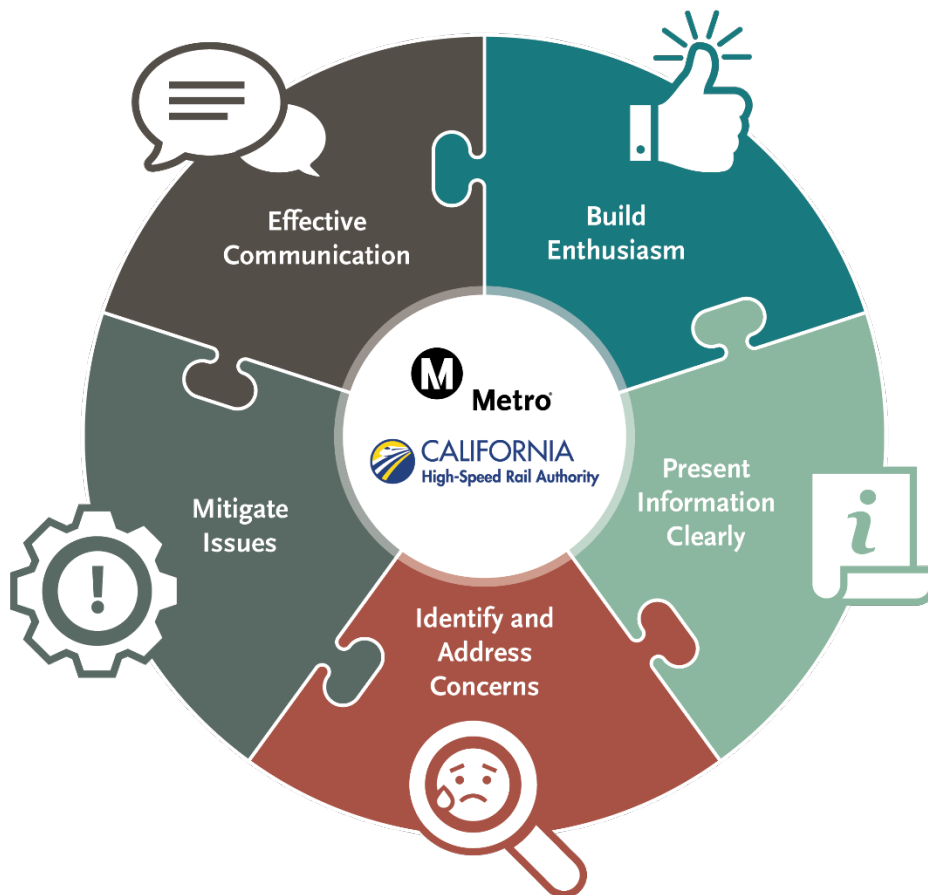 Effective
Communication
Build
Enthusiasm
M
Metro
CALIFORNIA
High-Speed Rail Authority
Mitigate
Issues
!
Present
Information
Clearly
i
Identify and
Address
Concerns